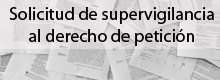 Solicitud de supervigilancia
al derecho de petición